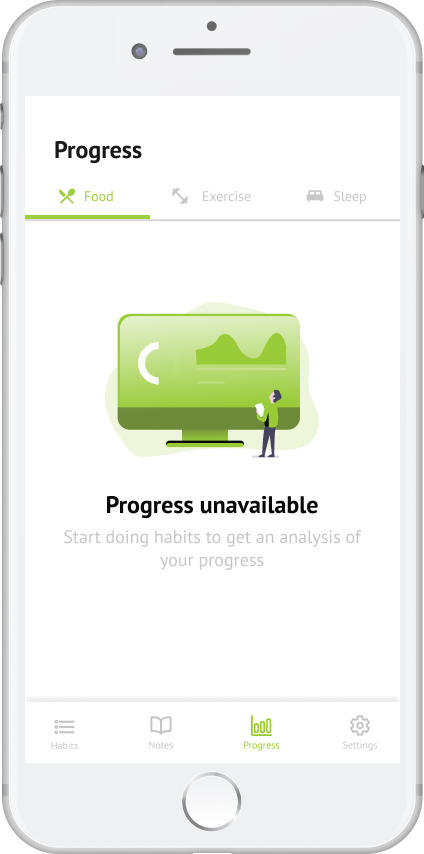 Progress
Food Exercise Sleep
Progress unavailable
Start doing habits to get an analysis of
your progress
Habits Notes Progress Settings